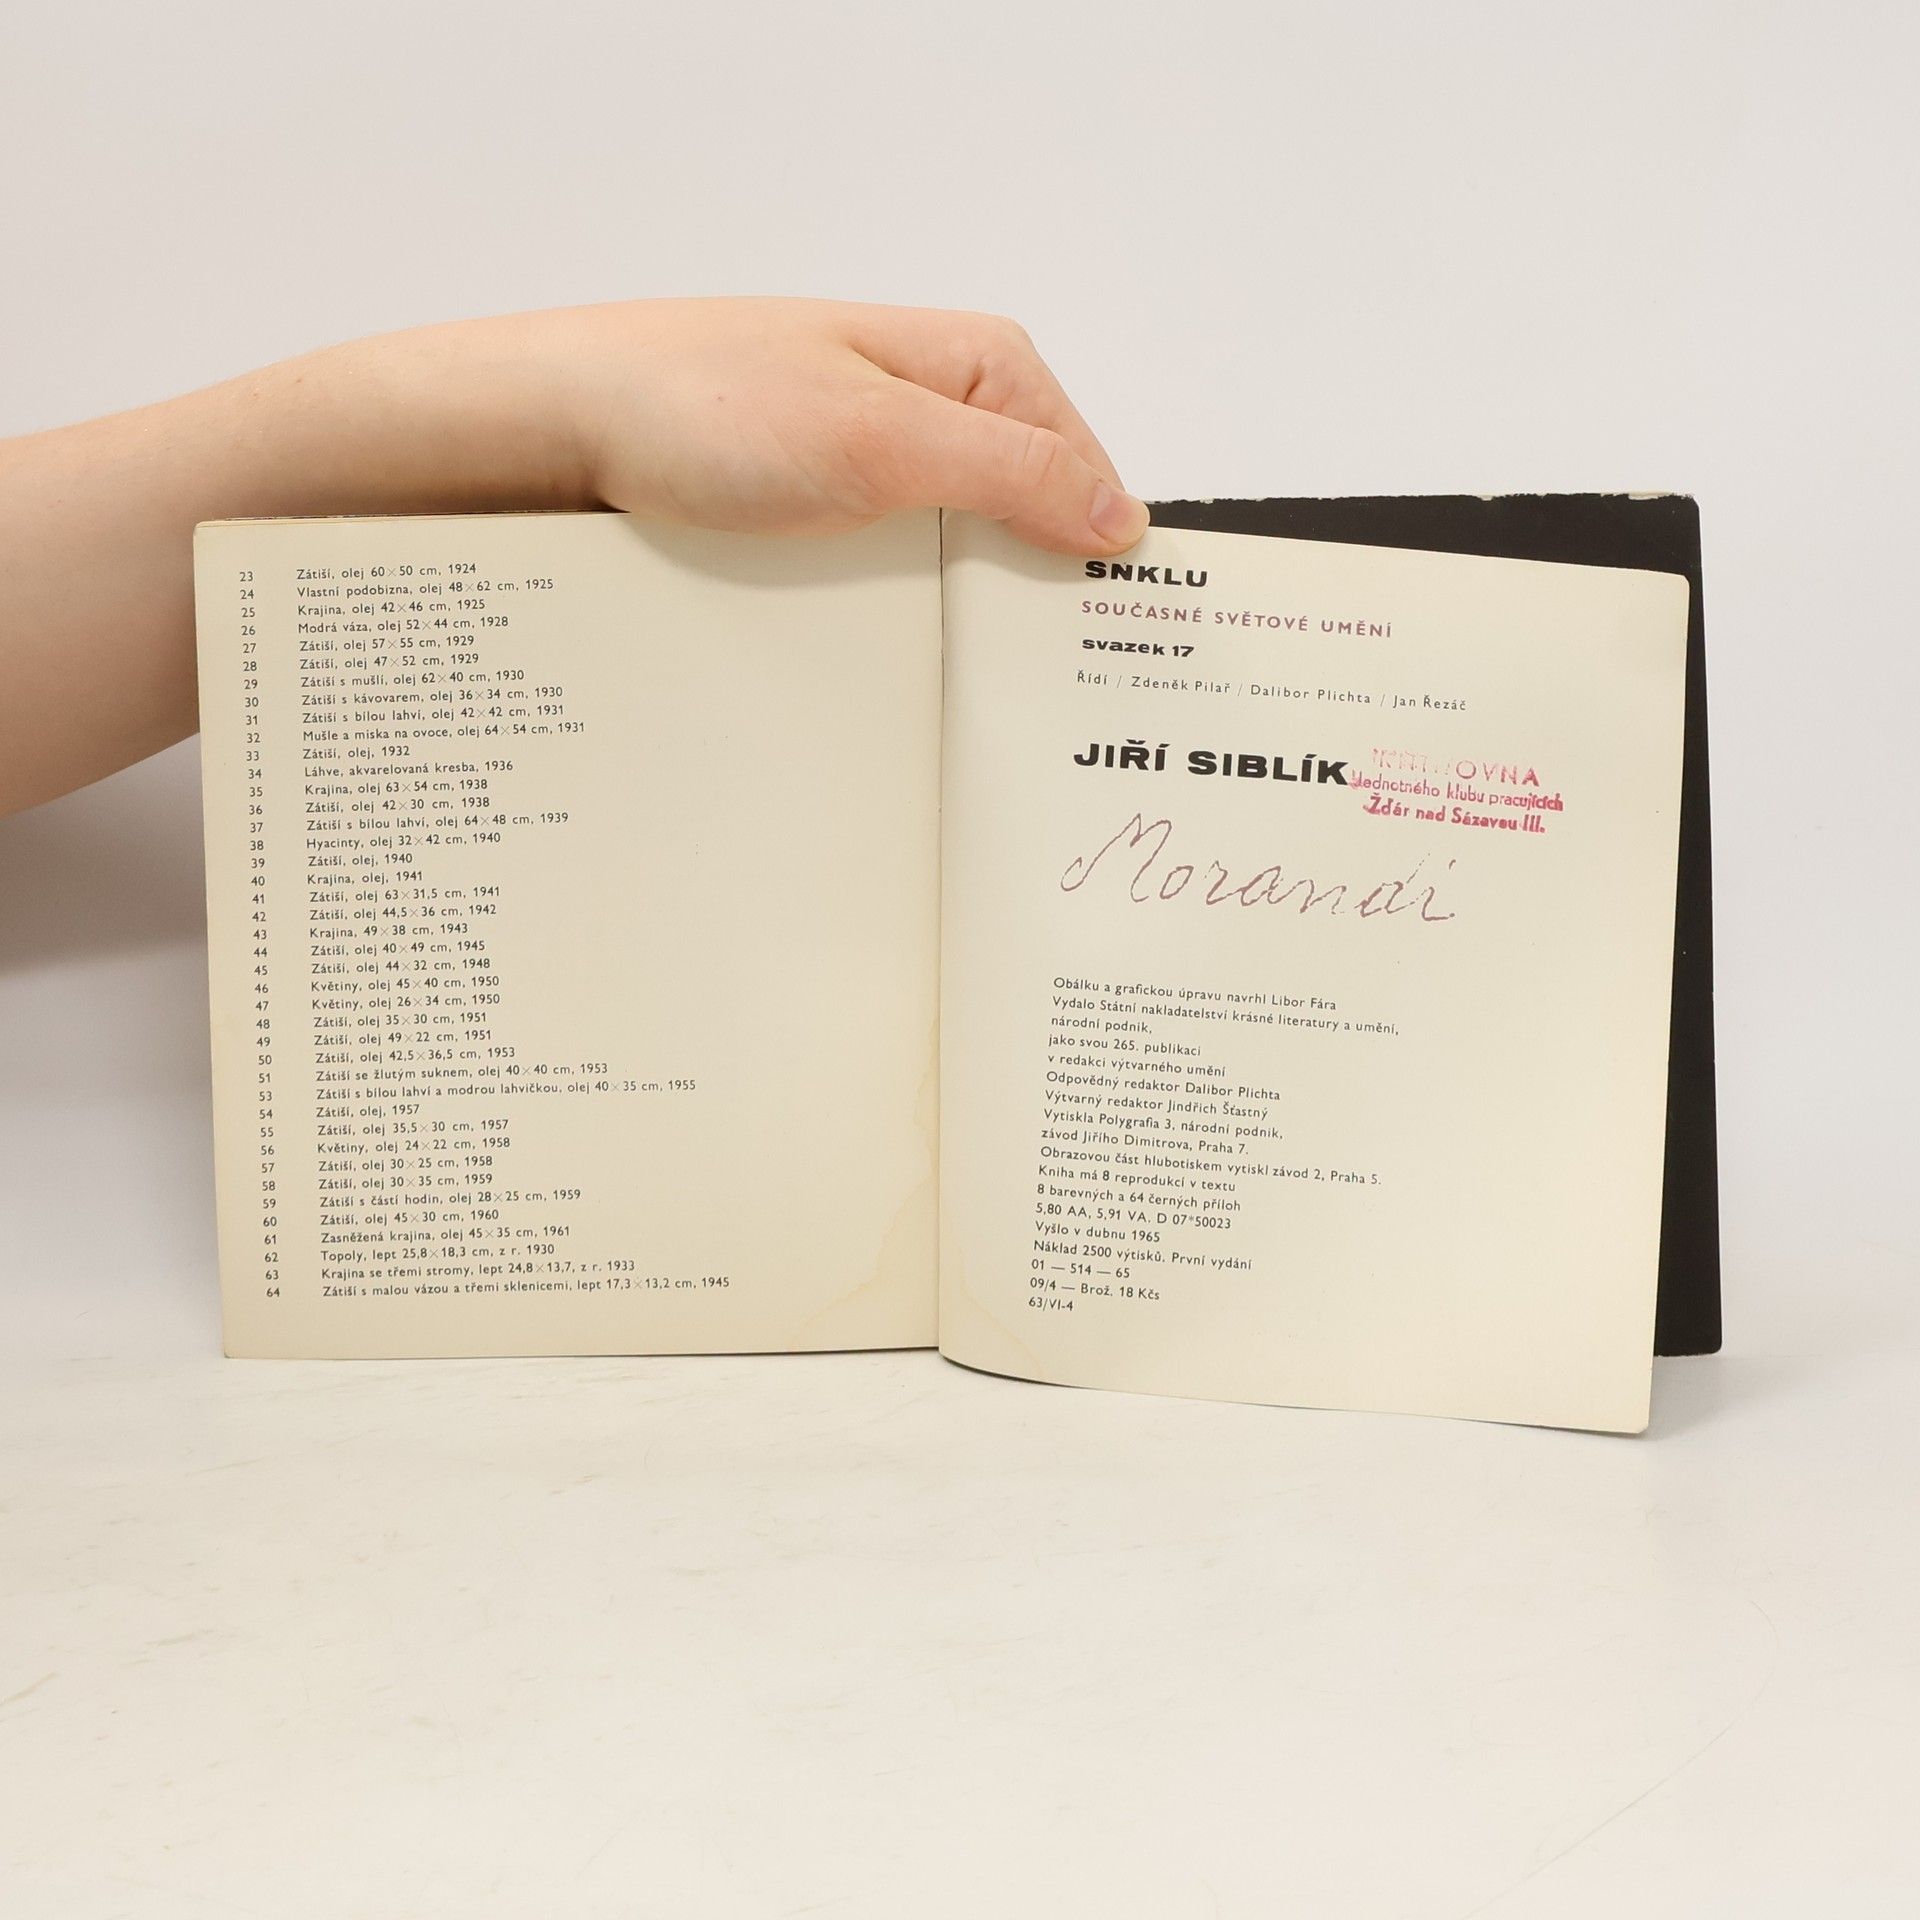 23 Zátiší, olej 60×50 cm, 1924
24 Vlastní podobizna, olej 48×62 cm, 1925
25 Krajina, olej 42×46 cm, 1925
26 Modrá váza, olej 52×44 cm, 1928
27 Zátiší, olej 57×55 cm, 1929
28 Zátiší, olej 47×52 cm, 1929
29 Zátiší s mušlí, olej 62×40 cm, 1930
30 Zátiší s kávovarem, olej 36×34 cm, 1930
31 Zátiší s bílou lahví, olej 42×42 cm, 1931
32 Mušle a miska na ovoce, olej 64×54 cm, 1931
33 Zátiší, olej, 1932
34 Láhve, akvarelovaná kresba, 1936
35 Krajina, olej 63×54 cm, 1938
36 Zátiší, olej 42×30 cm, 1938
37 Zátiší s bílou lahví, olej 64×48 cm, 1939
38 Hyacinty, olej 32×42 cm, 1940
39 Zátiší, olej, 1940
40 Krajina, olej, 1941
41 Zátiší, olej 63×31,5 cm, 1941
42 Zátiší, olej 44,5×36 cm, 1942
43 Krajina, 49×38 cm, 1943
44 Zátiší, olej 40×49 cm, 1945
45 Zátiší, olej 44×32 cm, 1948
46 Květiny, olej 45×40 cm, 1950
47 Květiny, olej 26×34 cm, 1950
48 Zátiší, olej 35×30 cm, 1951
49 Zátiší, olej 49×22 cm, 1951
50 Zátiší, olej 42,5×36,5 cm, 1953
51 Zátiší se žlutým suknem, olej 40×40 cm, 1953
53 Zátiší s bílou lahví a modrou lahvičkou, olej 40×35 cm, 1955
54 Zátiší, olej, 1957
55 Zátiší, olej 35,5×30 cm, 1957
56 Květiny, olej 24×22 cm, 1958
57 Zátiší, olej 30×25 cm, 1958
58 Zátiší, olej 30×35 cm, 1959
59 Zátiší s částí hodin, olej 28×25 cm, 1959
60 Zátiší, olej 45×30 cm, 1960
61 Zasněžená krajina, olej 45×35 cm, 1961
62 Topoly, lept 25,8×18,3 cm, z r. 1930
63 Krajina se třemi stromy, lept 24,8×13,7, z r. 1933
64 Zátiší s malou vázou a třemi sklenicemi, lept 17,3×13,2 cm, 1945
SNKLU
SOUČASNÉ SVĚTOVÉ UMĚNÍ
svazek 17
Řídí / Zdeněk Pilař / Dalibor Plichta / Jan Řezáč
JIŘÍ SIBLÍK
KNIHOVNA
Jednotného klubu pracujících
Žďár nad Sázavou III.
Morandi
Obálku a grafickou úpravu navrhl Libor Fára
Vydalo Státní nakladatelství krásné literatury a umění,
národní podnik,
jako svou 265. publikaci
v redakci výtvarného umění
Odpovědný redaktor Dalibor Plichta
Výtvarný redaktor Jindřich Šťastný
Vytiskla Polygrafia 3, národní podnik,
závod Jiřího Dimitrova, Praha 7.
Obrazovou část hlubotiskem vytiskl závod 2, Praha 5.
Kniha má 8 reprodukcí v textu
8 barevných a 64 černých příloh
5,80 AA, 5,91 VA. D 07*50023
Vyšlo v dubnu 1965
Náklad 2500 výtisků. První vydání
01 — 514 — 65
09/4 — Brož. 18 Kčs
63/VI-4